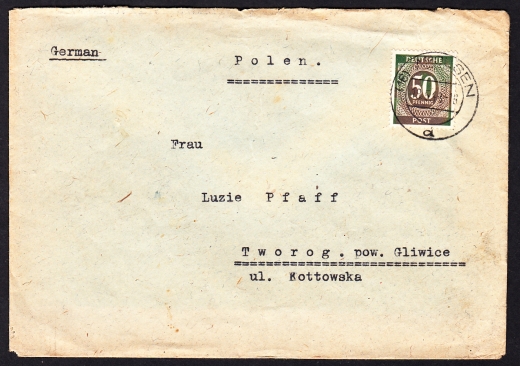 German
Polen.
DEUTSCHE
50
PFENNIG
POST
d
Frau
Luzie Pfaff
Tworog. pow. Gliwice
ul. Kottowska